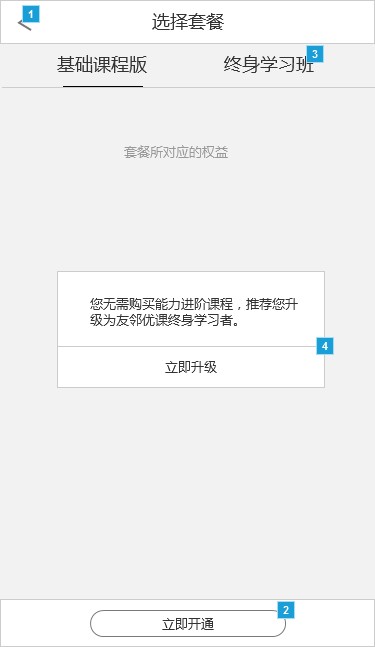 1
选择套餐
基础课程版
终身学习班
3
套餐所对应的权益
您无需购买能力进阶课程，推荐您升
级为友邻优课终身学习者。
4
立即升级
2
立即开通